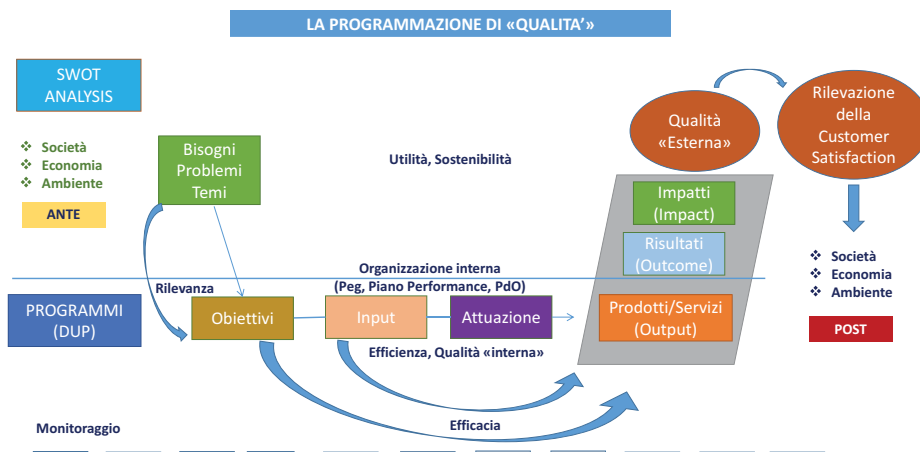 LA PROGRAMMAZIONE DI «QUALITA'»
SWOT
ANALYSIS
❖ Società
❖ Economia
❖ Ambiente
ANTE
Bisogni
Problemi
Temi
Utilità, Sostenibilità
Qualità
«Esterna»
Rilevazione
della
Customer
Satisfaction
Impatti
(Impact)
Risultati
(Outcome)
❖ Società
❖ Economia
❖ Ambiente
POST
Organizzazione interna
(Peg, Piano Performance, PdO)
Rilevanza
PROGRAMMI
(DUP)
Obiettivi
Input
Attuazione
Prodotti/Servizi
(Output)
Efficienza, Qualità «interna»
Efficacia
Monitoraggio